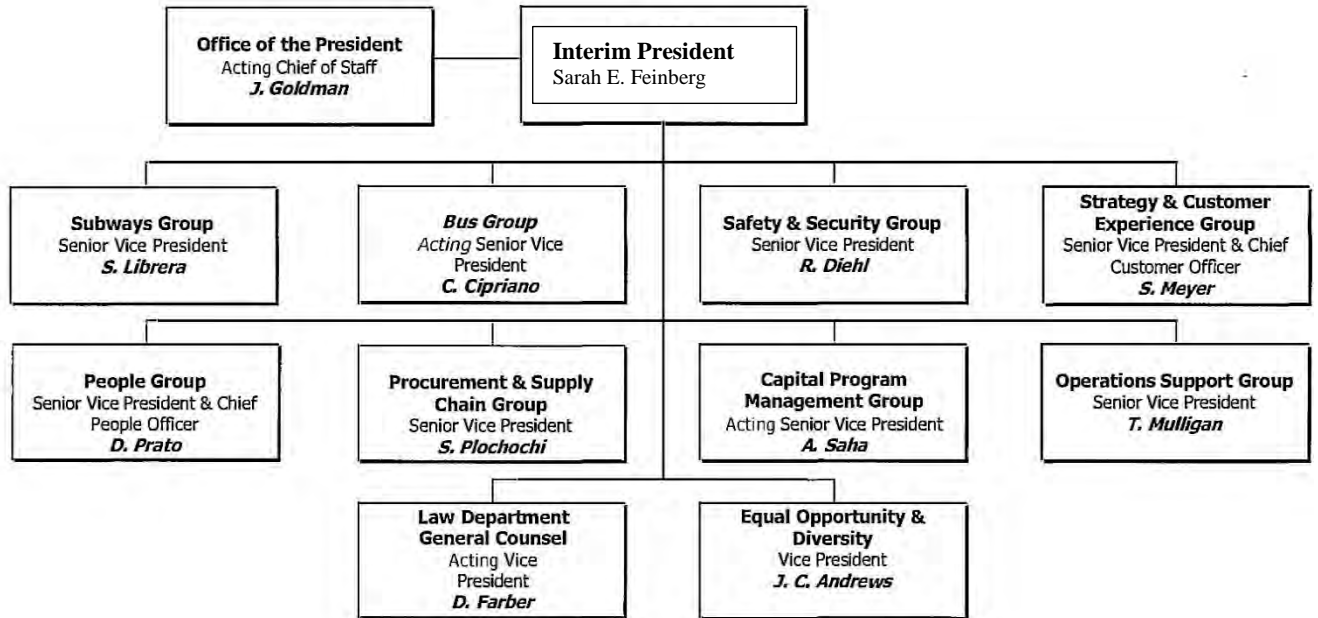 Office of the President
Acting Chief of Staff
J. Goldman
Interim President
Sarah E. Feinberg
Subways Group
Senior Vice President
S. Librera
Bus Group
Acting Senior Vice
President
C. Cipriano
Safety & Security Group
Senior Vice President
R. Diehl
Strategy & Customer
Experience Group
Senior Vice President & Chief
Customer Officer
S. Meyer
People Group
Senior Vice President & Chief
People Officer
D. Prato
Procurement & Supply
Chain Group
Senior Vice President
S. Plochochi
Capital Program
Management Group
Acting Senior Vice President
A. Saha
Operations Support Group
Senior Vice President
T. Mulligan
Law Department
General Counsel
Acting Vice
President
D. Farber
Equal Opportunity &
Diversity
Vice President
J. C. Andrews